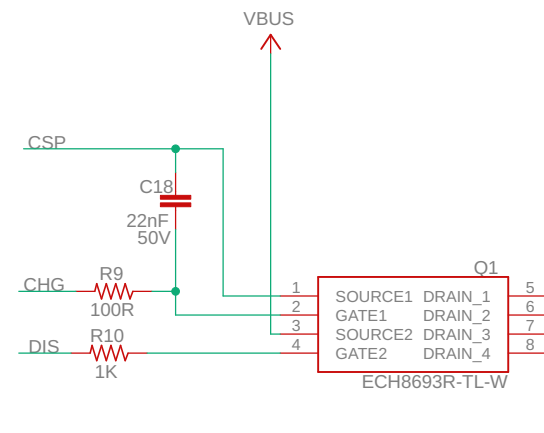 VBUS
CSP
C18
22nF
50V
Q1
CHG
R9
100R
DIS
R10
1K
1 SOURCE1 DRAIN_1 5
2 GATE1 DRAIN_2 6
3 SOURCE2 DRAIN_3 7
4 GATE2 DRAIN_4 8
ECH8693R-TL-W